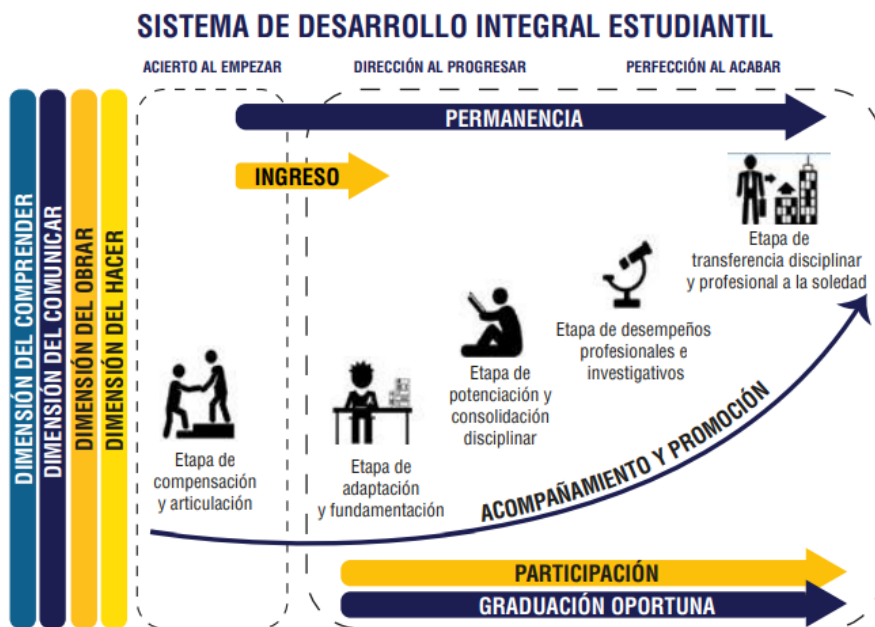 SISTEMA DE DESARROLLO INTEGRAL ESTUDIANTIL
ACIERTO AL EMPEZAR
DIRECCIÓN AL PROGRESAR
PERFECCIÓN AL ACABAR
DIMENSIÓN DEL COMPRENDER
DIMENSIÓN DEL COMUNICAR
DIMENSIÓN DEL OBRAR
DIMENSIÓN DEL HACER
PERMANENCIA
INGRESO
Etapa de
compensación
y articulación
Etapa de
adaptación
y fundamentación
Etapa de
potenciación y
consolidación
disciplinar
Etapa de desempeños
profesionales e
investigativos
Etapa de
transferencia disciplinar
y profesional a la soledad
ACOMPAÑAMIENTO Y PROMOCIÓN
PARTICIPACIÓN
GRADUACIÓN OPORTUNA